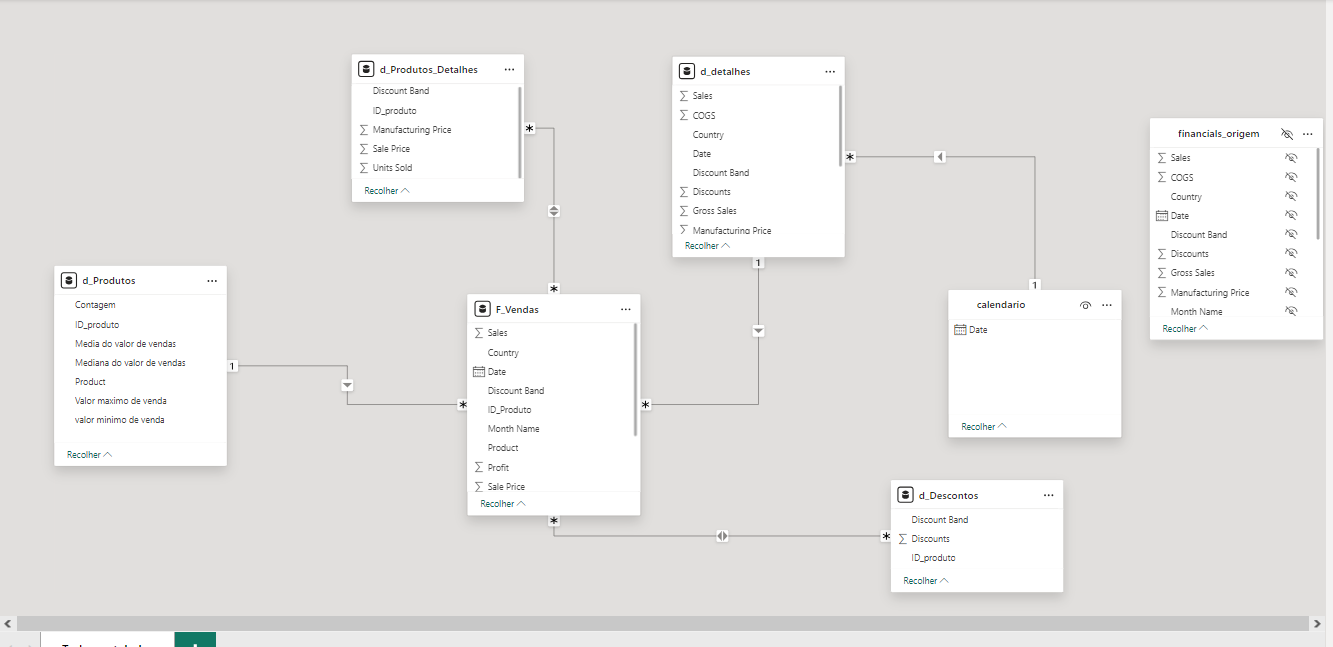 d_Produtos_Detalhes
Discount Band
ID_produto
Manufacturing Price
Sale Price
Units Sold
Recolher
d_detalhes
Sales
COGS
Country
Date
Discount Band
Discounts
Gross Sales
Manufacturing Price
Recolher
financials_origem
Sales
COGS
Country
Date
Discount Band
Discounts
Gross Sales
Manufacturing Price
Month Name
Recolher
d_Produtos
Contagem
ID_produto
Media do valor de vendas
Mediana do valor de vendas
Product
Valor maximo de venda
valor minimo de venda
Recolher
F_Vendas
Sales
Country
Date
Discount Band
ID_Produto
Month Name
Product
Profit
Sale Price
Recolher
calendario
Date
Recolher
d_Descontos
Discount Band
Discounts
ID_produto
Recolher
*
*
1
*
1
*
*
1
*
*